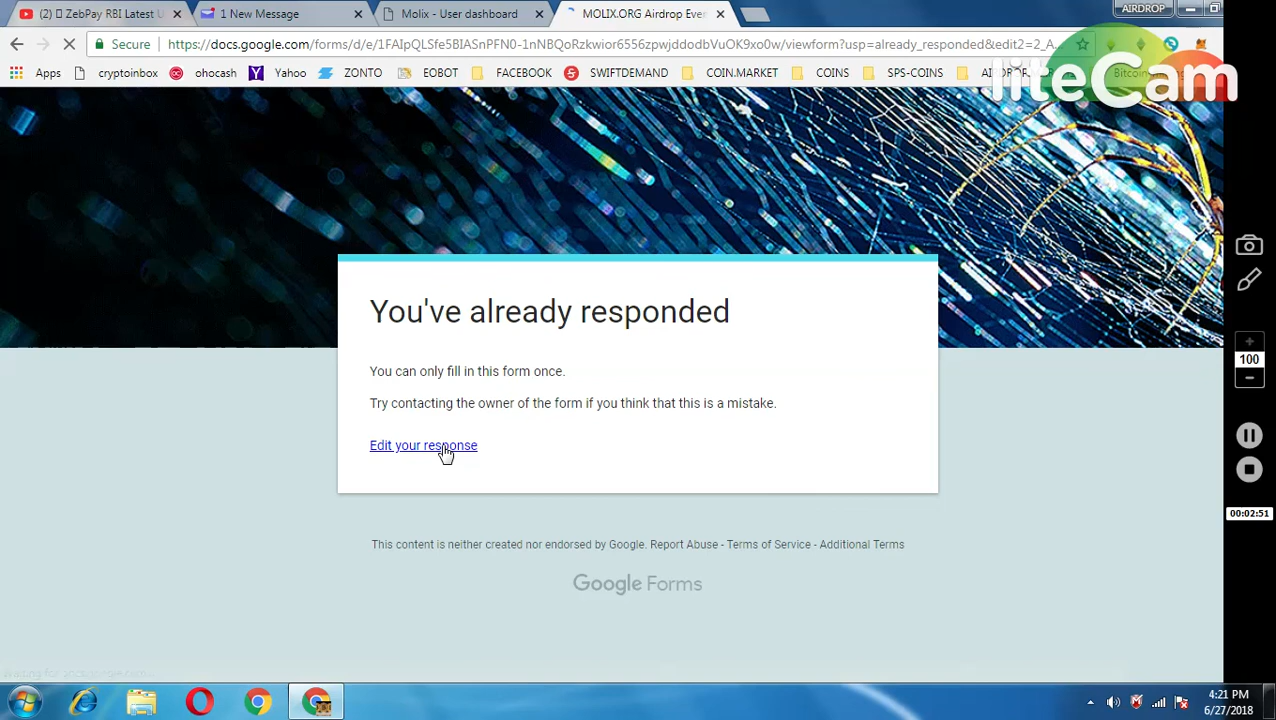 (2) ZebPay RBI Latest U
1 New Message
Molix - User dashboard
MOLIX.ORG Airdrop Ever
AIRDROP
Secure
https://docs.google.com/forms/d/e/1FAIpQLSfe5BIASnPFN0-1nNBQoRzkwior6556zpwjddodbVuOK9xo0w/viewform?usp=already_responded&edit2=2_A...
Apps
cryptoinbox
ohocash
Yahoo
EOBOT
FACEBOOK
SWIFTDEMAND
COIN.MARKET
COINS
liteCam
You've already responded
You can only fill in this form once.
Try contacting the owner of the form if you think that this is a mistake.
Edit your response
100
00:02:51
This content is neither created nor endorsed by Google. Report Abuse - Terms of Service - Additional Terms
Google Forms
4:21 PM
6/27/2018